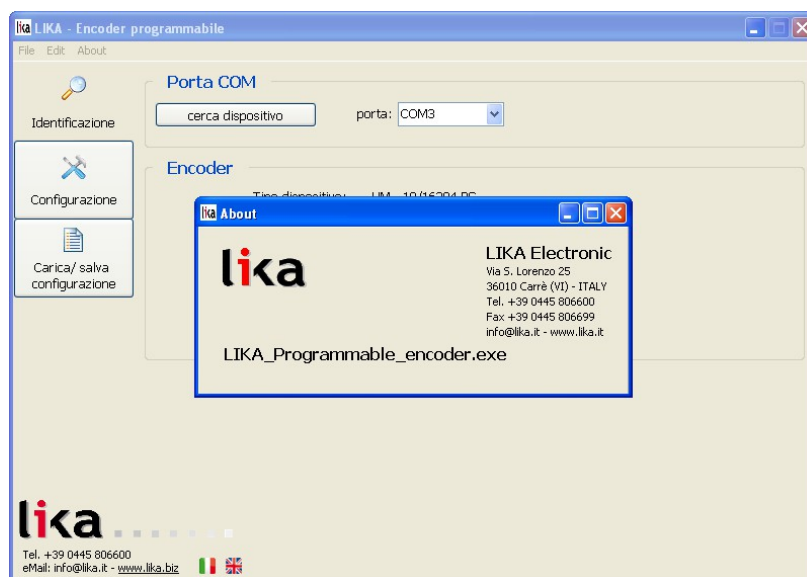 lika LIKA - Encoder programmabile
File Edit About
Identificazione
Configurazione
Carica/ salva
configurazione
Porta COM
cerca dispositivo
porta: COM3
Encoder
lika About
lika
LIKA Electronic
Via S. Lorenzo 25
36010 Carrè (VI) - ITALY
Tel. +39 0445 806600
Fax +39 0445 806699
info@lika.it - www.lika.it
LIKA_Programmable_encoder.exe
lika
Tel. +39 0445 806600
eMail: info@lika.it - www.lika.biz